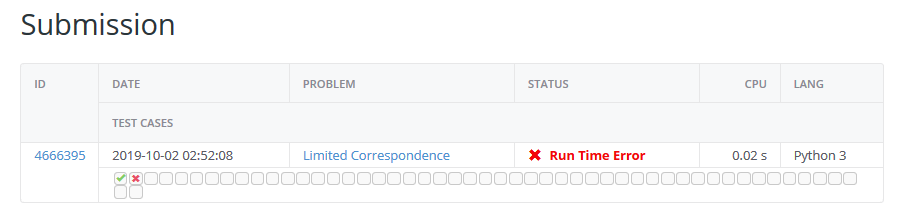 Submission
ID DATE PROBLEM STATUS CPU LANG
TEST CASES
4666395 2019-10-02 02:52:08 Limited Correspondence Run Time Error 0.02 s Python 3